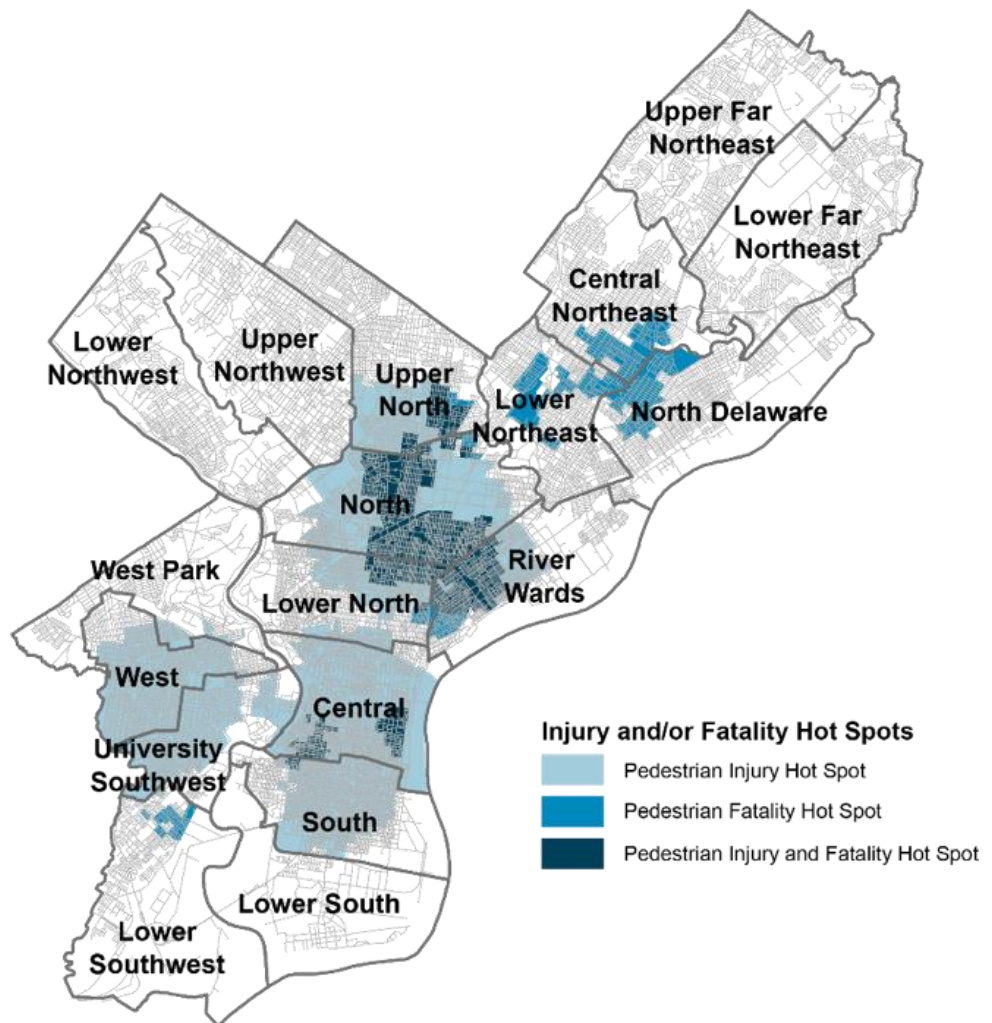 Upper Far
Northeast
Lower Far
Northeast
Central
Northeast
Lower
Northwest
Upper
Northwest
Upper
North
Lower
Northeast
North Delaware
North
River
Wards
West Park
Lower North
West
Central
University
Southwest
South
Lower South
Lower
Southwest
Injury and/or Fatality Hot Spots
Pedestrian Injury Hot Spot
Pedestrian Fatality Hot Spot
Pedestrian Injury and Fatality Hot Spot